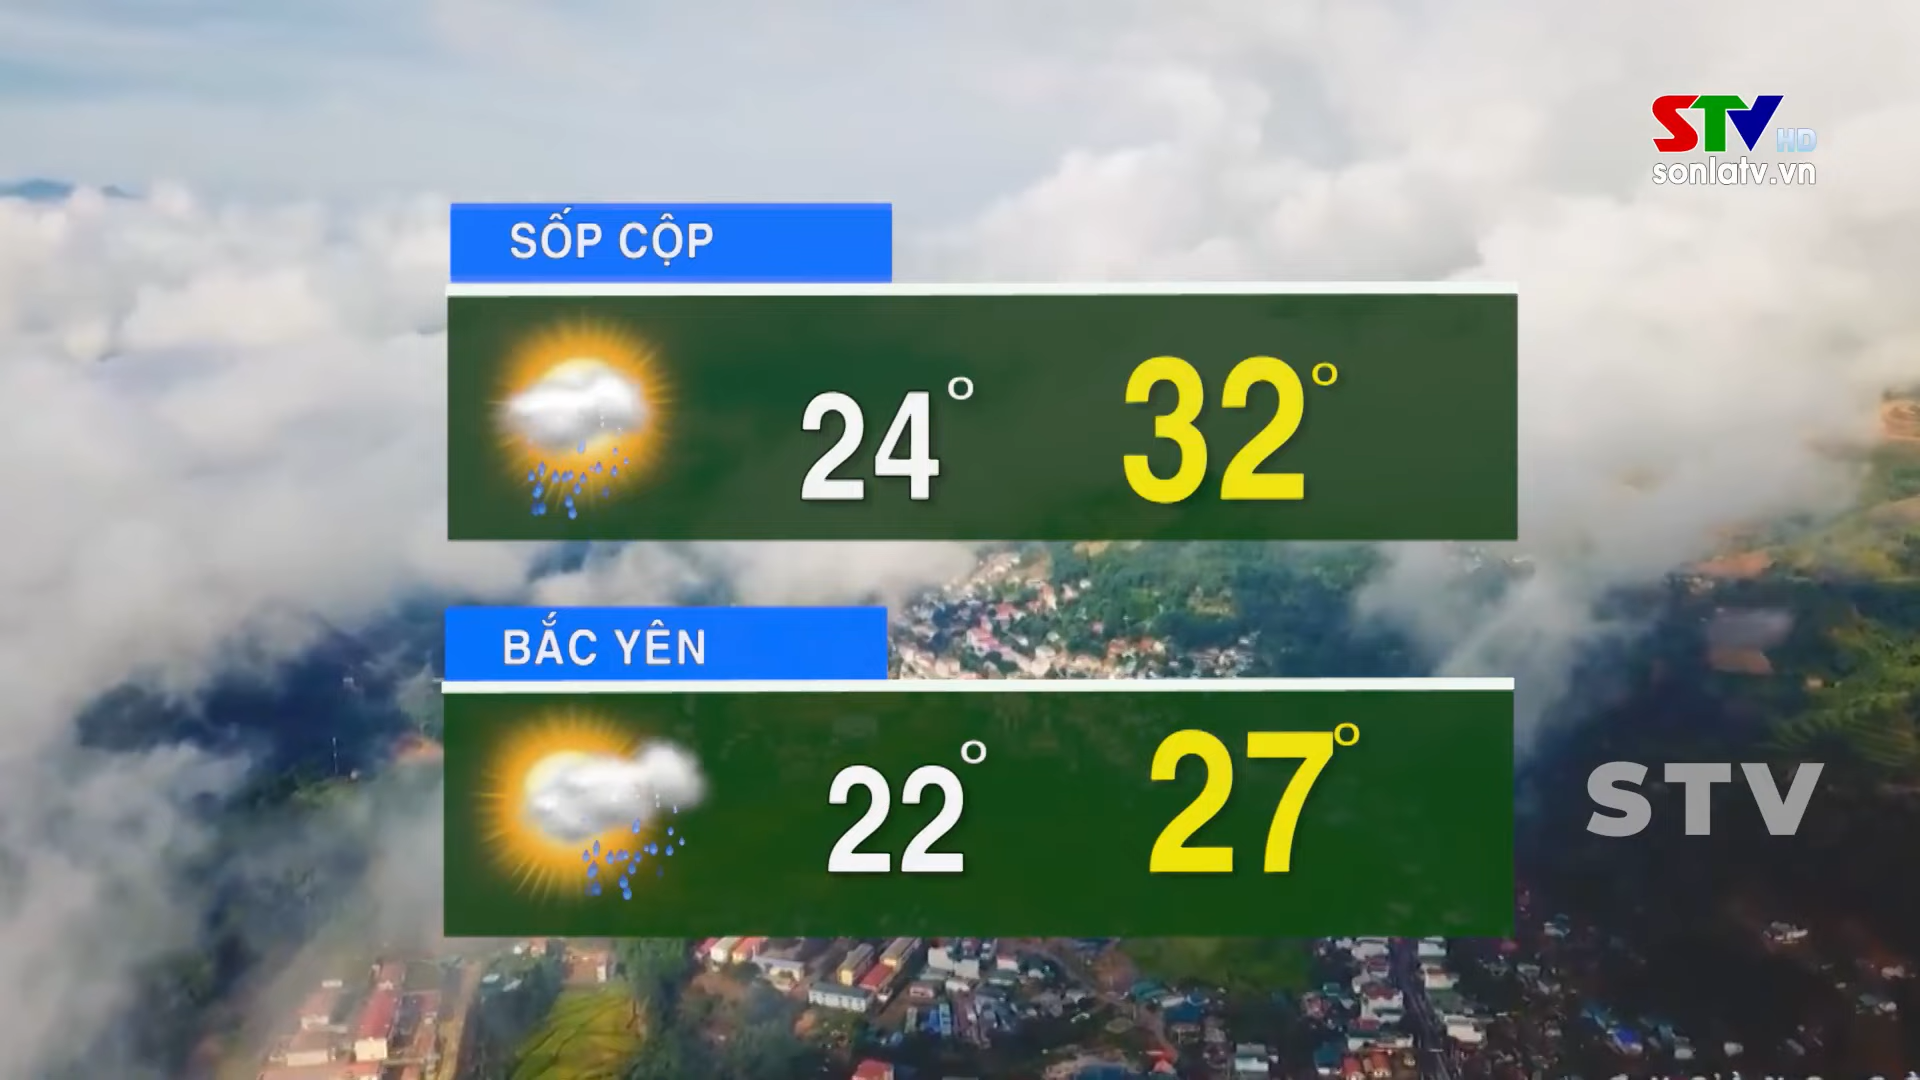 STV HD
sonlatv.vn
SỐP CỘP
24° 32°
BẮC YÊN
22° 27°
STV